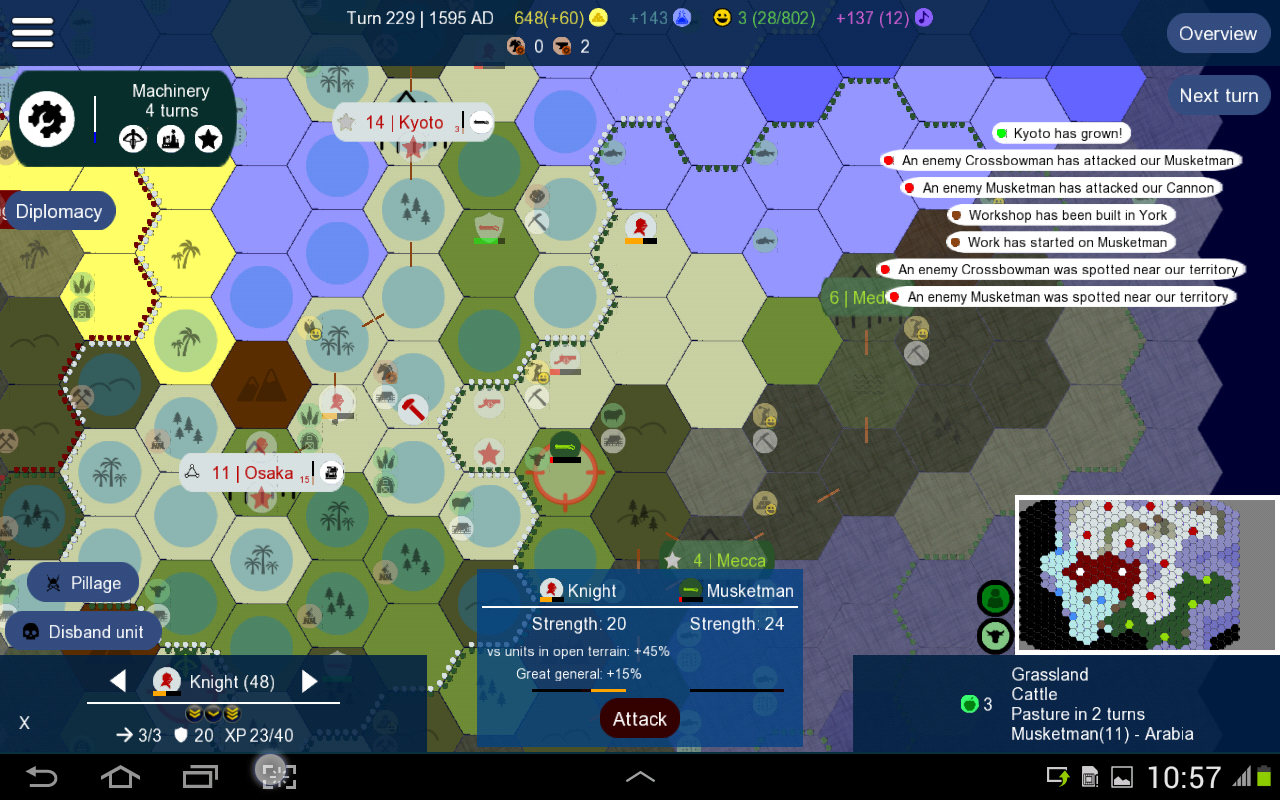 Turn 229 | 1595 AD
648(+60)
+143
3 (28/802)
+137 (12)
0
2
Overview
Next turn
Machinery
4 turns
Diplomacy
14 | Kyoto
3
Kyoto has grown!
An enemy Crossbowman has attacked our Musketman
An enemy Musketman has attacked our Cannon
Workshop has been built in York
Work has started on Musketman
An enemy Crossbowman was spotted near our territory
An enemy Musketman was spotted near our territory
6 | Med
11 | Osaka
15
4 | Mecca
Pillage
Disband unit
Knight
Musketman
Strength: 20
Strength: 24
vs units in open terrain: +45%
Great general: +15%
Attack
Knight (48)
X
3/3
20
XP 23/40
3
Grassland
Cattle
Pasture in 2 turns
Musketman(11) - Arabia
10:57